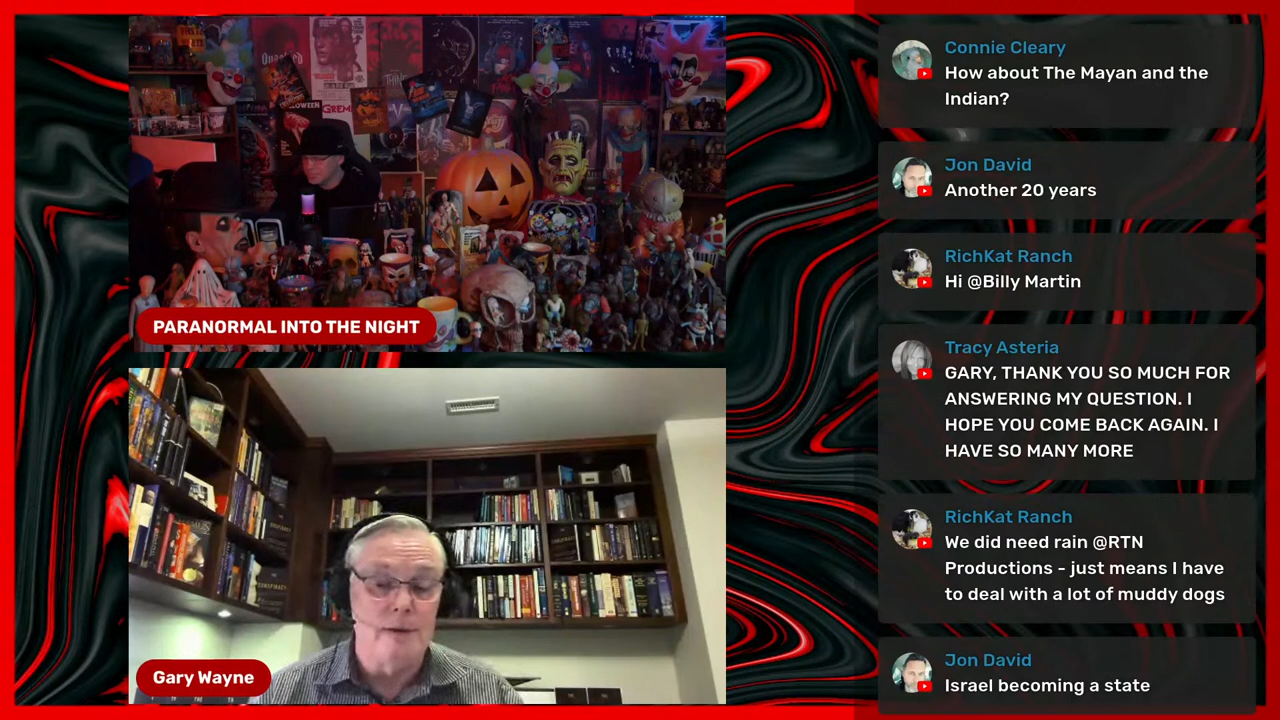 PARANORMAL INTO THE NIGHT
Gary Wayne
Connie Cleary
How about The Mayan and the
Indian?
Jon David
Another 20 years
RichKat Ranch
Hi @Billy Martin
Tracy Asteria
GARY, THANK YOU SO MUCH FOR
ANSWERING MY QUESTION. I
HOPE YOU COME BACK AGAIN. I
HAVE SO MANY MORE
RichKat Ranch
We did need rain @RTN
Productions - just means I have
to deal with a lot of muddy dogs
Jon David
Israel becoming a state